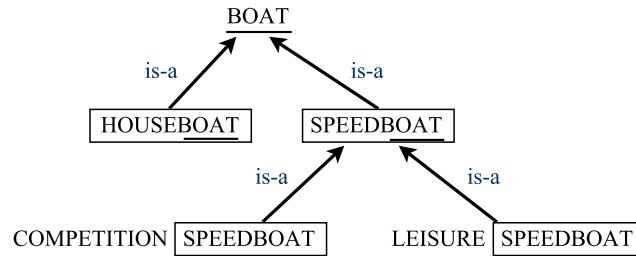 BOAT
is-a is-a
HOUSEBOAT SPEEDBOAT
is-a is-a
COMPETITION SPEEDBOAT LEISURE SPEEDBOAT